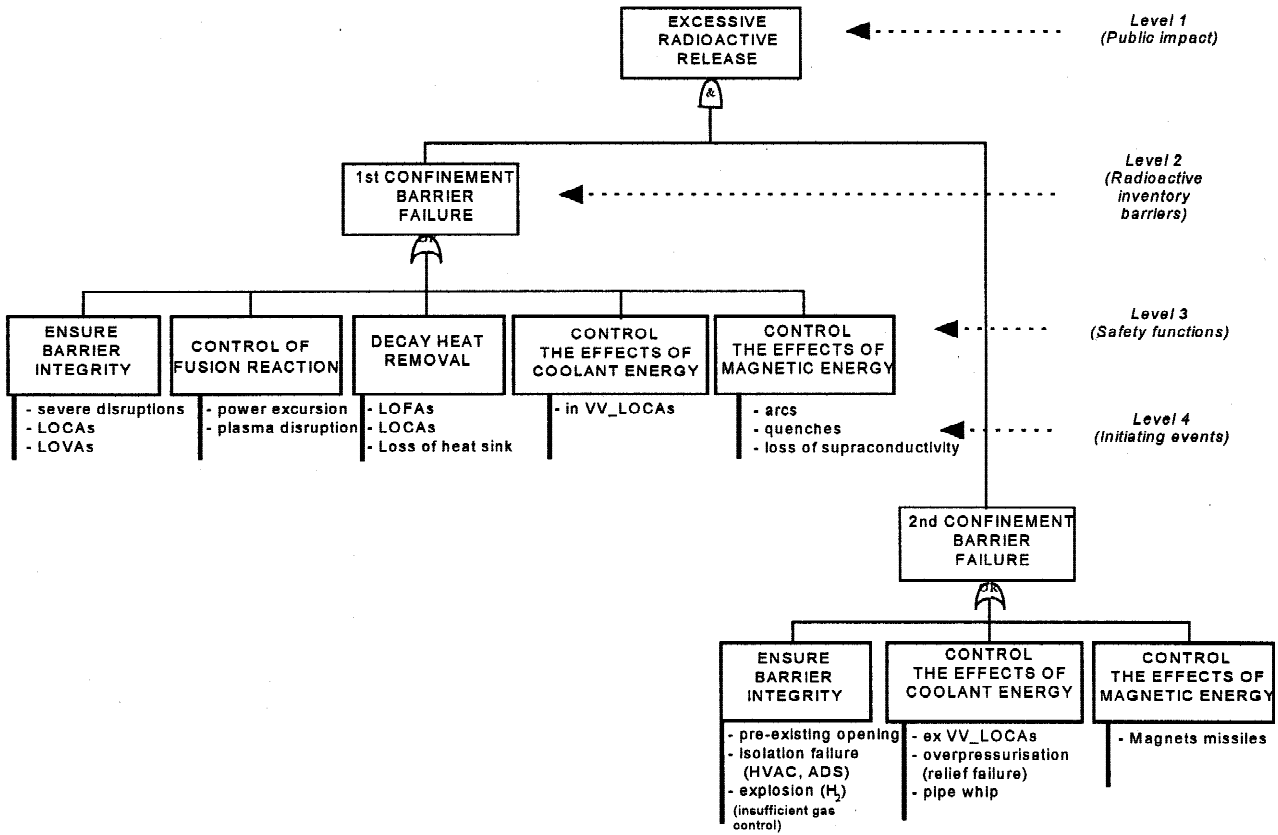 EXCESSIVE
RADIOACTIVE
RELEASE
&
Level 1
(Public impact)
1st CONFINEMENT
BARRIER
FAILURE
Level 2
(Radioactive
inventory
barriers)
ENSURE
BARRIER
INTEGRITY
- severe disruptions
- LOCAs
- LOVAs
CONTROL OF
FUSION REACTION
- power excursion
- plasma disruption
DECAY HEAT
REMOVAL
- LOFAs
- LOCAs
- Loss of heat sink
CONTROL
THE EFFECTS OF
COOLANT ENERGY
- in VV_LOCAs
CONTROL
THE EFFECTS OF
MAGNETIC ENERGY
- arcs
- quenches
- loss of supraconductivity
Level 3
(Safety functions)
Level 4
(Initiating events)
2nd CONFINEMENT
BARRIER
FAILURE
ENSURE
BARRIER
INTEGRITY
- pre-existing opening
- isolation failure
(HVAC, ADS)
- explosion (H2)
(insufficient gas
control)
CONTROL
THE EFFECTS OF
COOLANT ENERGY
- ex VV_LOCAs
- overpressurisation
(relief failure)
- pipe whip
CONTROL
THE EFFECTS OF
MAGNETIC ENERGY
- Magnets missiles